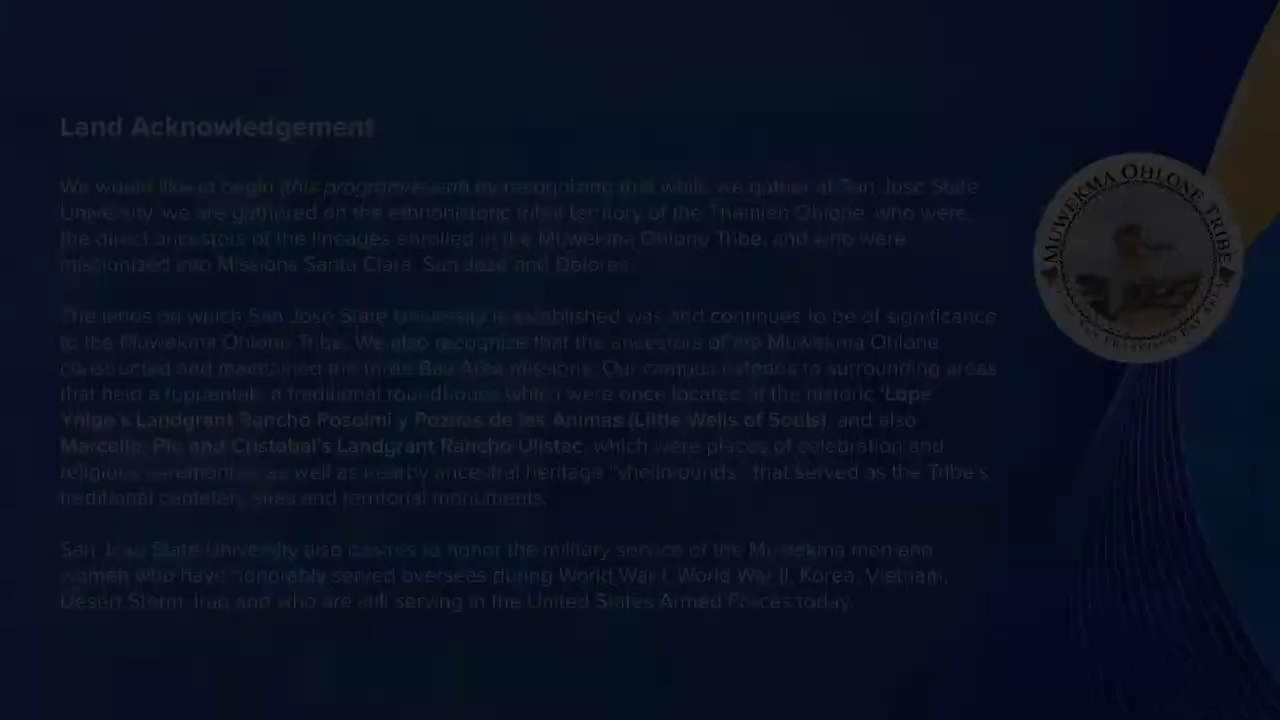 Land Acknowledgement
We would like to begin (this program/event) by recognizing that while we gather at San José State
University, we are gathered on the ethnohistoric tribal territory of the Thámien Ohlone, who were
the direct ancestors of the lineages enrolled in the Muwekma Ohlone Tribe, and who were
missionized into Missions Santa Clara, San José and Dolores.
The lands on which San José State University is established was and continues to be of significance
to the Muwekma Ohlone Tribe. We also recognize that the ancestors of the Muwekma Ohlone
constructed and maintained the three Bay Area missions. Our campus extends to surrounding areas
that held a tupentak, a traditional roundhouse which were once located at the historic 'Lope
Yñigo's Landgrant Rancho Posolmi y Pozitas de las Animas (Little Wells of Souls), and also
Marcello, Pio and Cristobal's Landgrant Rancho Ulistac, which were places of celebration and
religious ceremonies, as well as nearby ancestral heritage "shellmounds" that served as the Tribe's
traditional cemetery sites and territorial monuments.
San José State University also desires to honor the military service of the Muwekma men and
women who have honorably served overseas during World War I, World War II, Korea, Vietnam,
Desert Storm, Iraq and who are still serving in the United States Armed Forces today.
MUWEKMA OHLONE TRIBE
SAN FRANCISCO BAY AREA